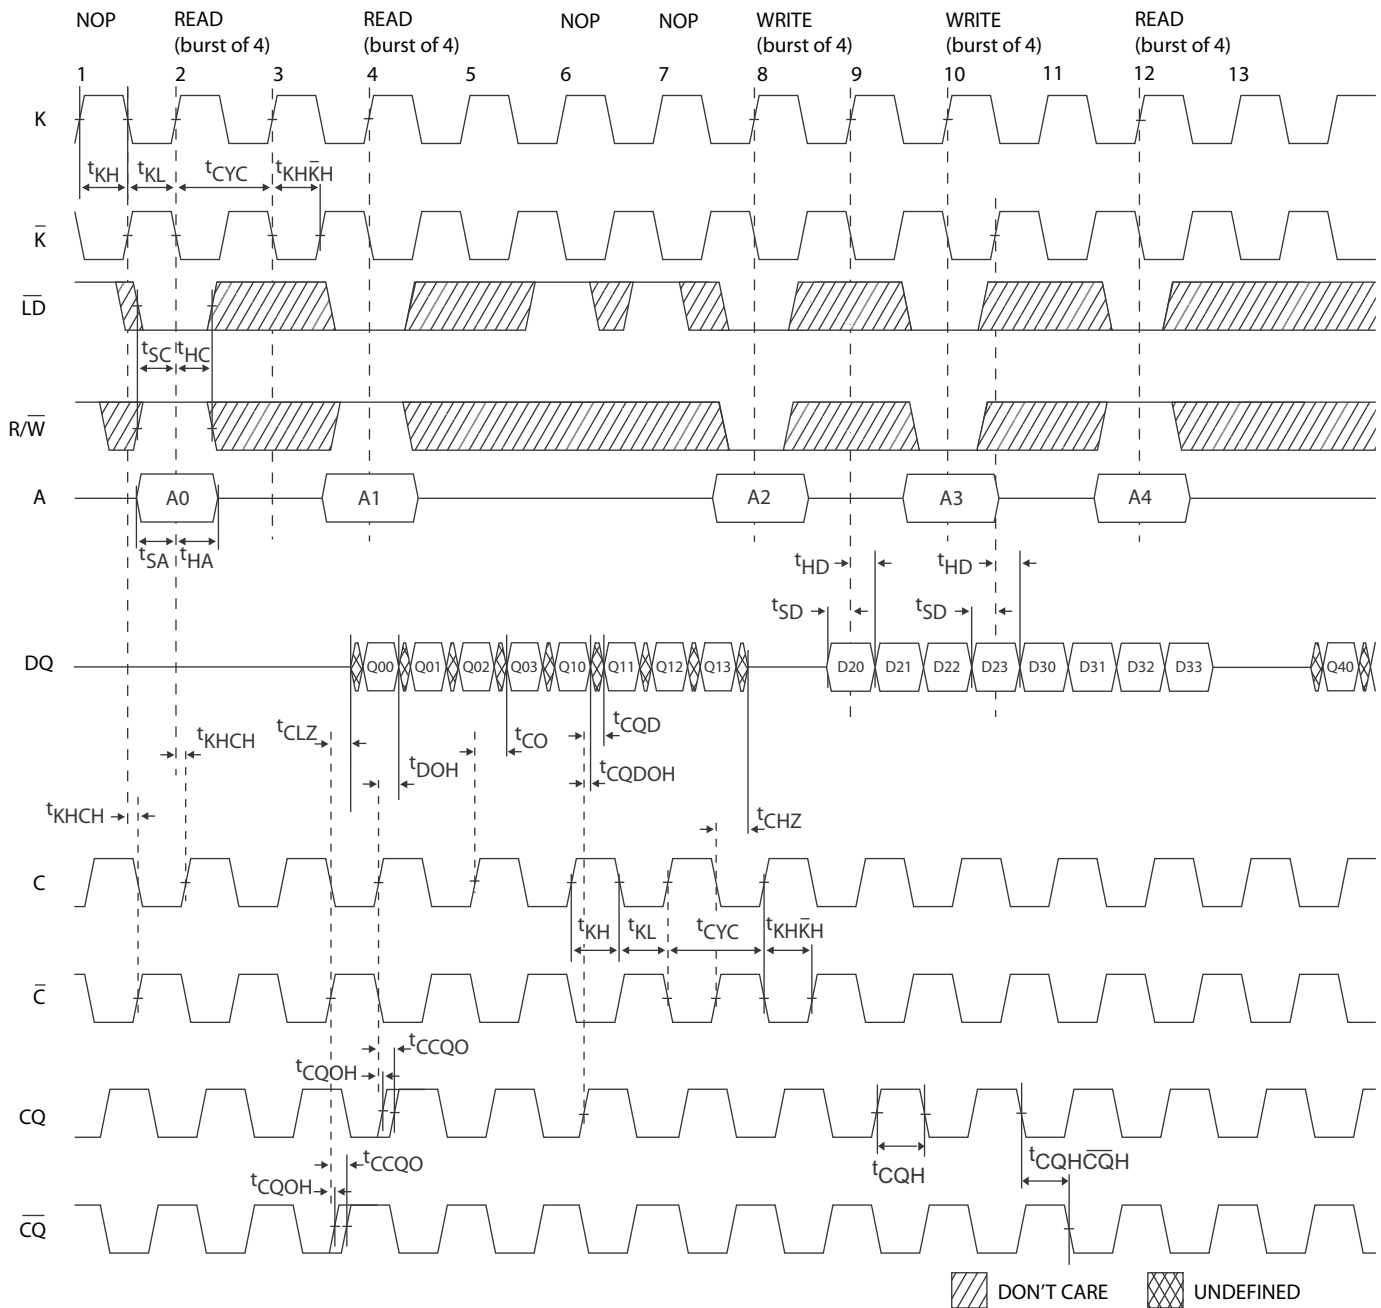 NOP READ READ NOP NOP WRITE WRITE READ
(burst of 4) (burst of 4) (burst of 4) (burst of 4) (burst of 4)
1 2 3 4 5 6 7 8 9 10 11 12 13
K
tKH tKL tCYC tKHK̅H
K̅
L̅D̅
tSC tHC
R/W̅
A A0 A1 A2 A3 A4
tSA tHA tHD tHD
tSD tSD
DQ Q00 Q01 Q02 Q03 Q10 Q11 Q12 Q13 D20 D21 D22 D23 D30 D31 D32 D33 Q40
tKHCH tCLZ tCO tCQD
tDOH tCQDOH
tKHCH tCHZ
C
tKH tKL tCYC tKHK̅H
C̅
tCCQO
tCQOH
CQ
tCCQO tCQH tCQHC̅Q̅H
tCQOH
C̅Q̅
DON'T CARE UNDEFINED